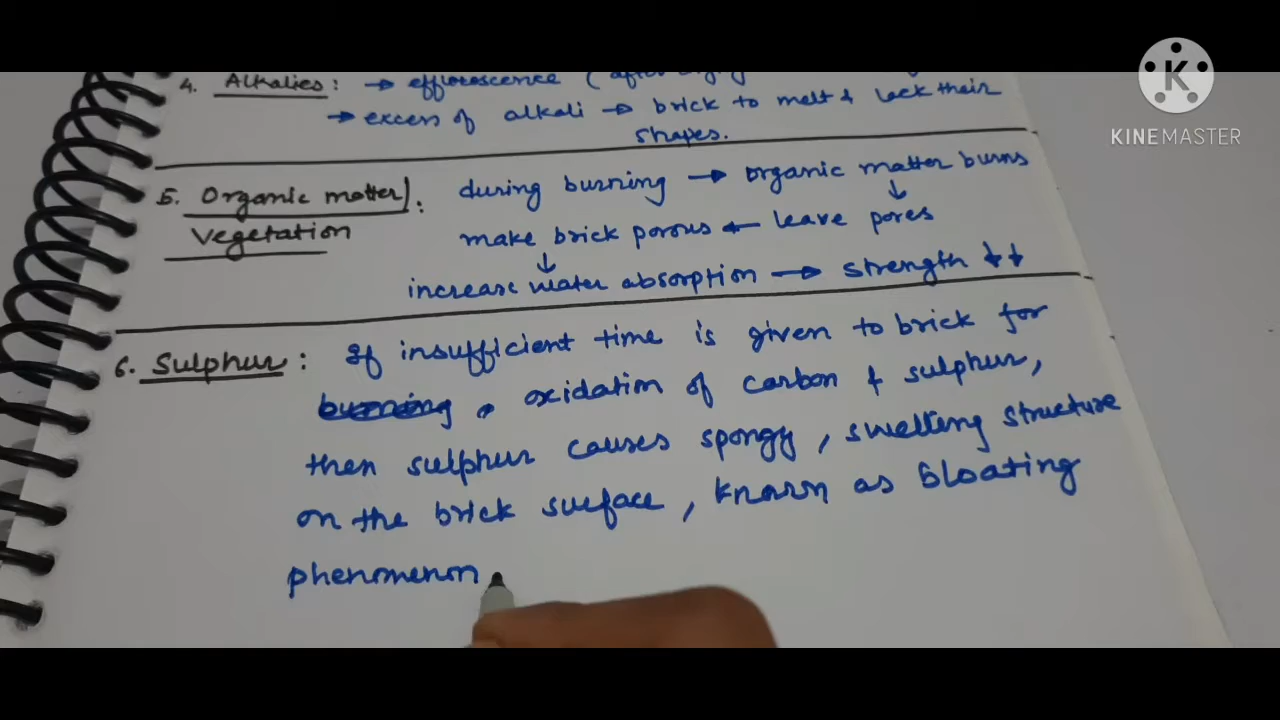 4. Alkalies: → efflorescence (after
→ excess of alkali → brick to melt & lack their
shapes.
5. Organic matter/ : during burning → organic matter burns
Vegetation make brick porous ← leave pores
increase water absorption → strength ↓↓
6. Sulphur: If insufficient time is given to brick for
burning, oxidation of carbon & sulphur,
then sulphur causes spongy, swelling structure
on the brick surface, known as bloating
phenomenon
K
KINEMASTER